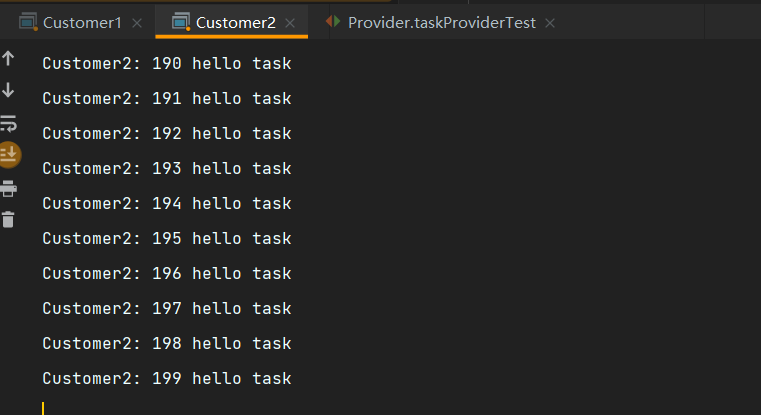 Customer1 Customer2 Provider.taskProviderTest
Customer2: 190 hello task
Customer2: 191 hello task
Customer2: 192 hello task
Customer2: 193 hello task
Customer2: 194 hello task
Customer2: 195 hello task
Customer2: 196 hello task
Customer2: 197 hello task
Customer2: 198 hello task
Customer2: 199 hello task